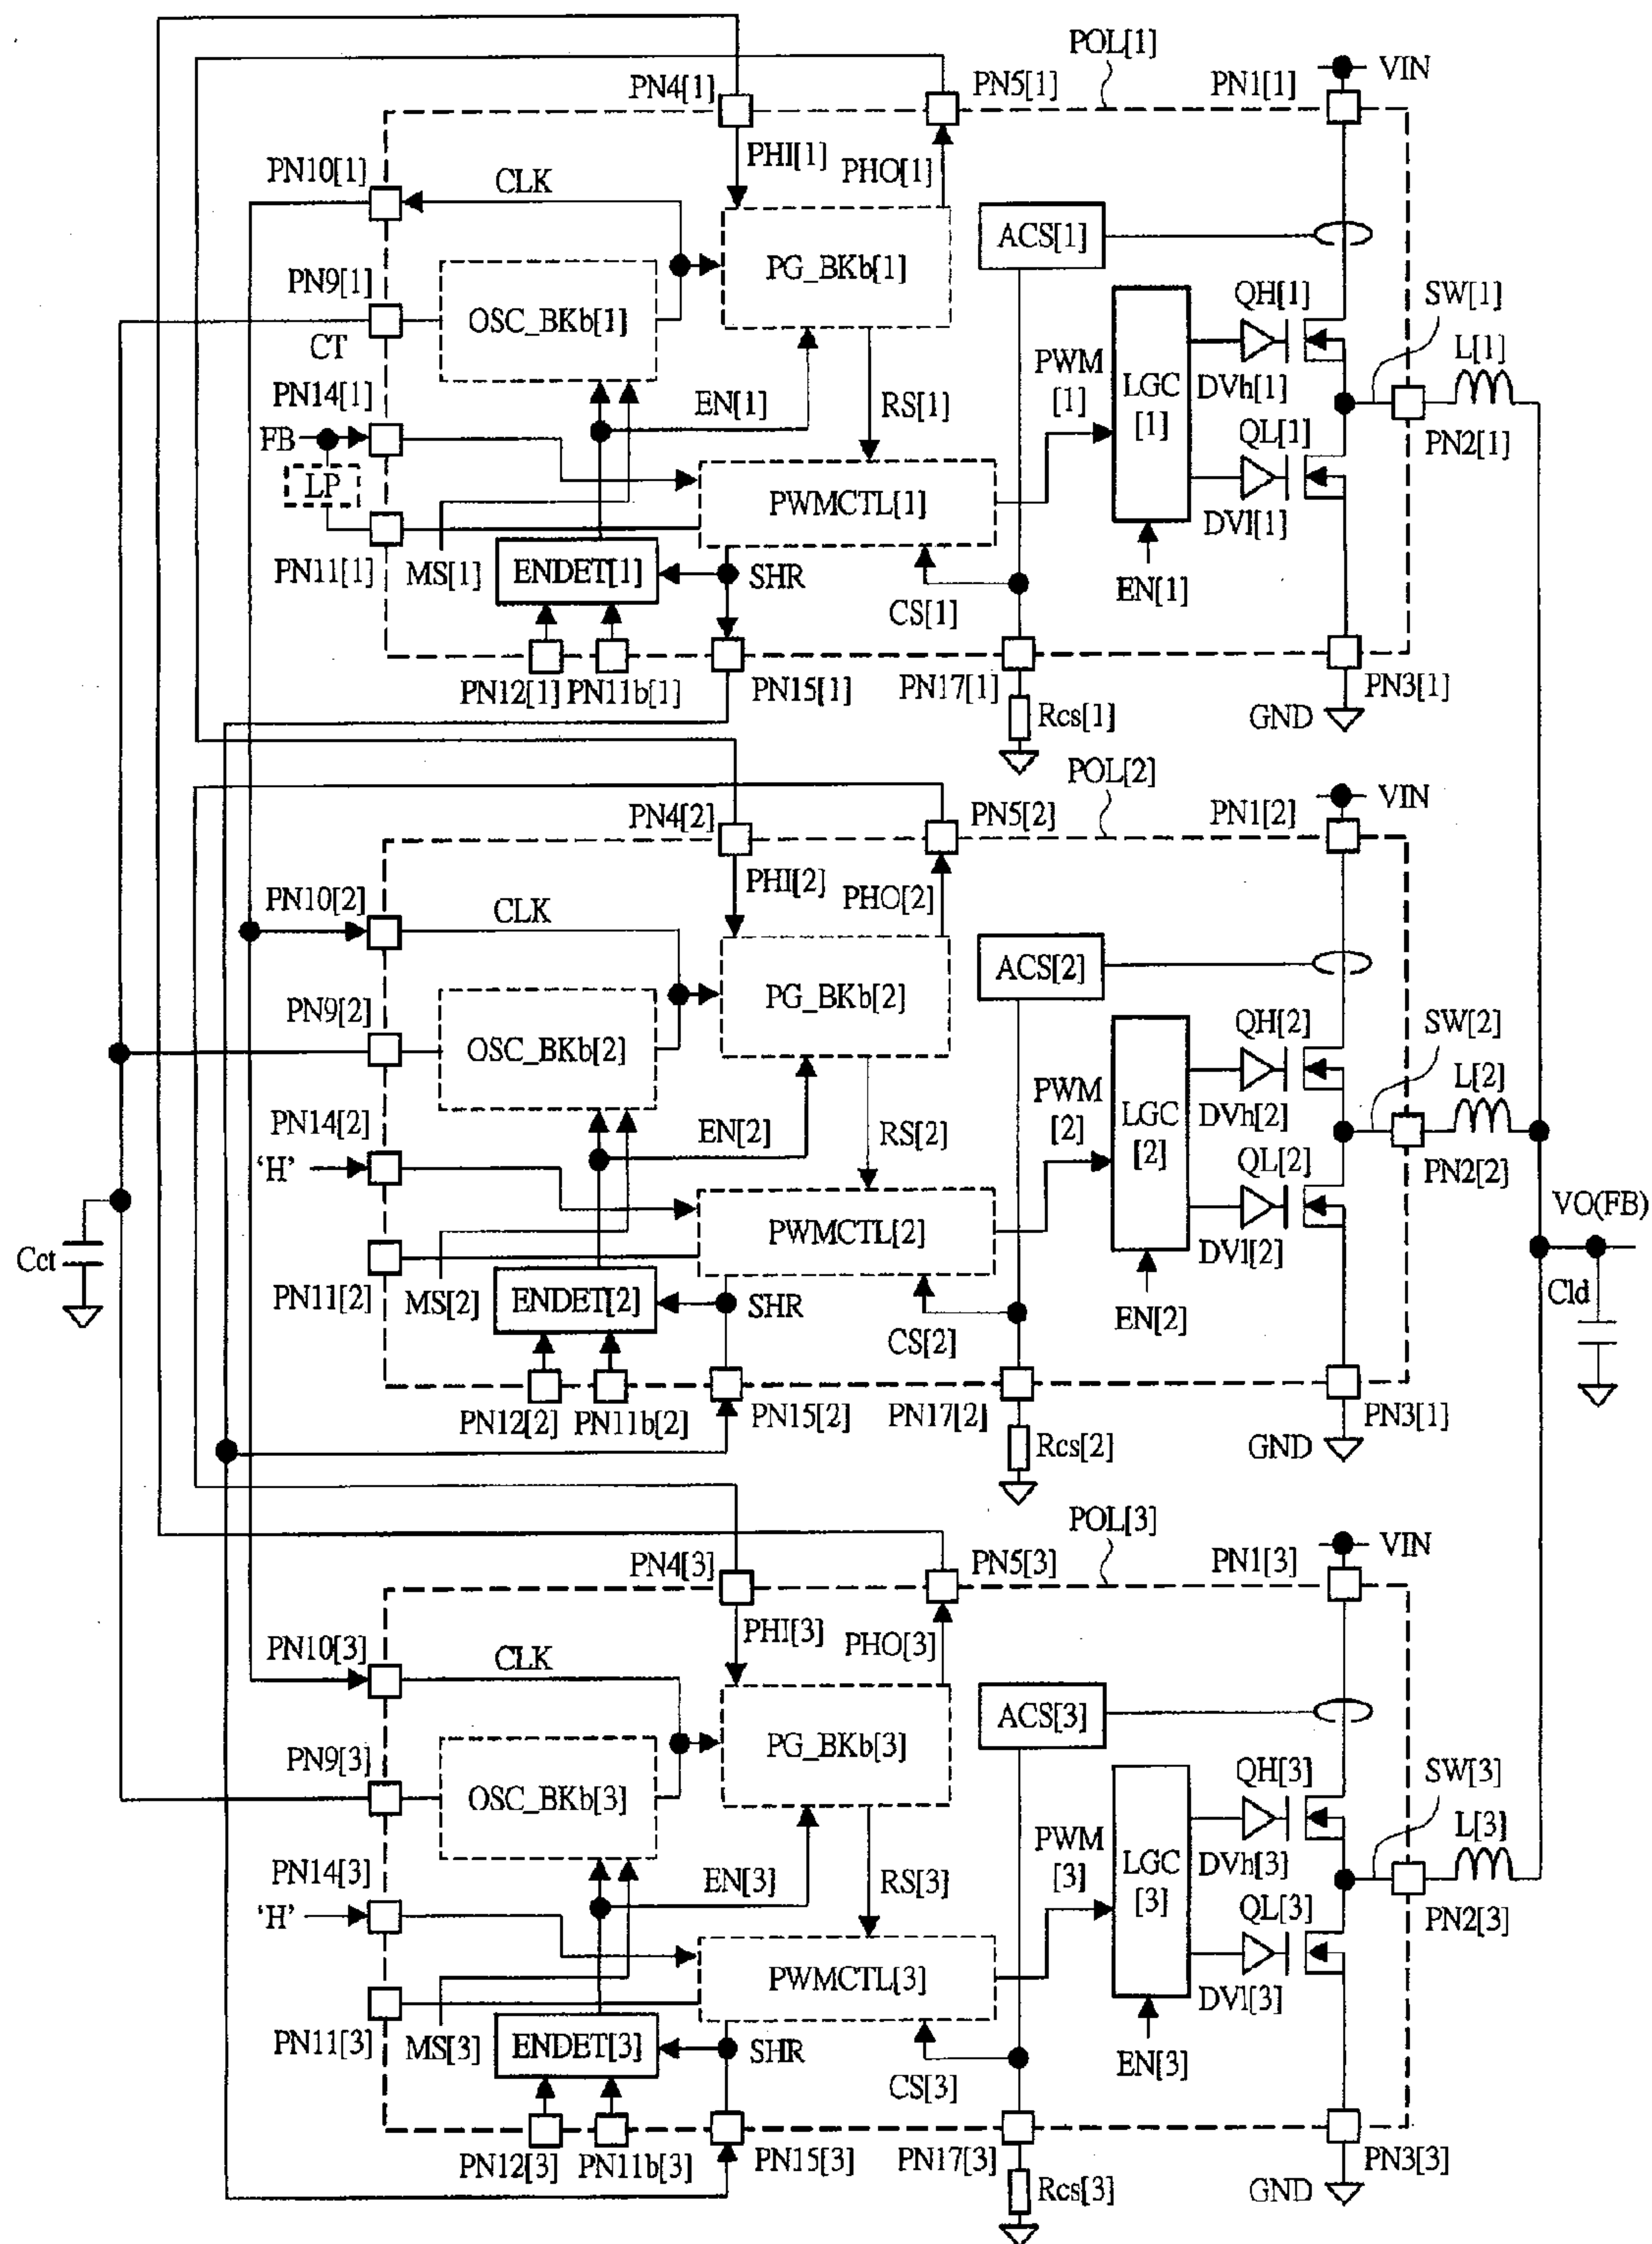 POL[1]
PN4[1]
PN5[1]
PN1[1]
VIN
PHI[1]
PHO[1]
PN10[1]
CLK
ACS[1]
PG_BKb[1]
PN9[1]
OSC_BKb[1]
CT
QH[1]
SW[1]
L[1]
PN14[1]
EN[1]
RS[1]
PWM
[1]
LGC
[1]
DVh[1]
FB
LP
QL[1]
PN2[1]
PWMCTL[1]
DVl[1]
PN11[1]
MS[1]
ENDET[1]
SHR
CS[1]
EN[1]
PN12[1]
PN11b[1]
PN15[1]
PN17[1]
PN3[1]
Rcs[1]
GND
POL[2]
PN4[2]
PN5[2]
PN1[2]
VIN
PHI[2]
PHO[2]
PN10[2]
CLK
ACS[2]
PG_BKb[2]
PN9[2]
OSC_BKb[2]
QH[2]
SW[2]
L[2]
PN14[2]
EN[2]
RS[2]
PWM
[2]
LGC
[2]
DVh[2]
'H'
QL[2]
PN2[2]
VO(FB)
PWMCTL[2]
DVl[2]
Cct
Cld
PN11[2]
MS[2]
ENDET[2]
SHR
CS[2]
EN[2]
PN12[2]
PN11b[2]
PN15[2]
PN17[2]
PN3[1]
Rcs[2]
GND
POL[3]
PN4[3]
PN5[3]
PN1[3]
VIN
PHI[3]
PHO[3]
PN10[3]
CLK
ACS[3]
PG_BKb[3]
PN9[3]
OSC_BKb[3]
QH[3]
SW[3]
L[3]
PN14[3]
EN[3]
RS[3]
PWM
[3]
LGC
[3]
DVh[3]
'H'
QL[3]
PN2[3]
PWMCTL[3]
DVl[3]
PN11[3]
MS[3]
ENDET[3]
SHR
CS[3]
EN[3]
PN12[3]
PN11b[3]
PN15[3]
PN17[3]
PN3[3]
Rcs[3]
GND